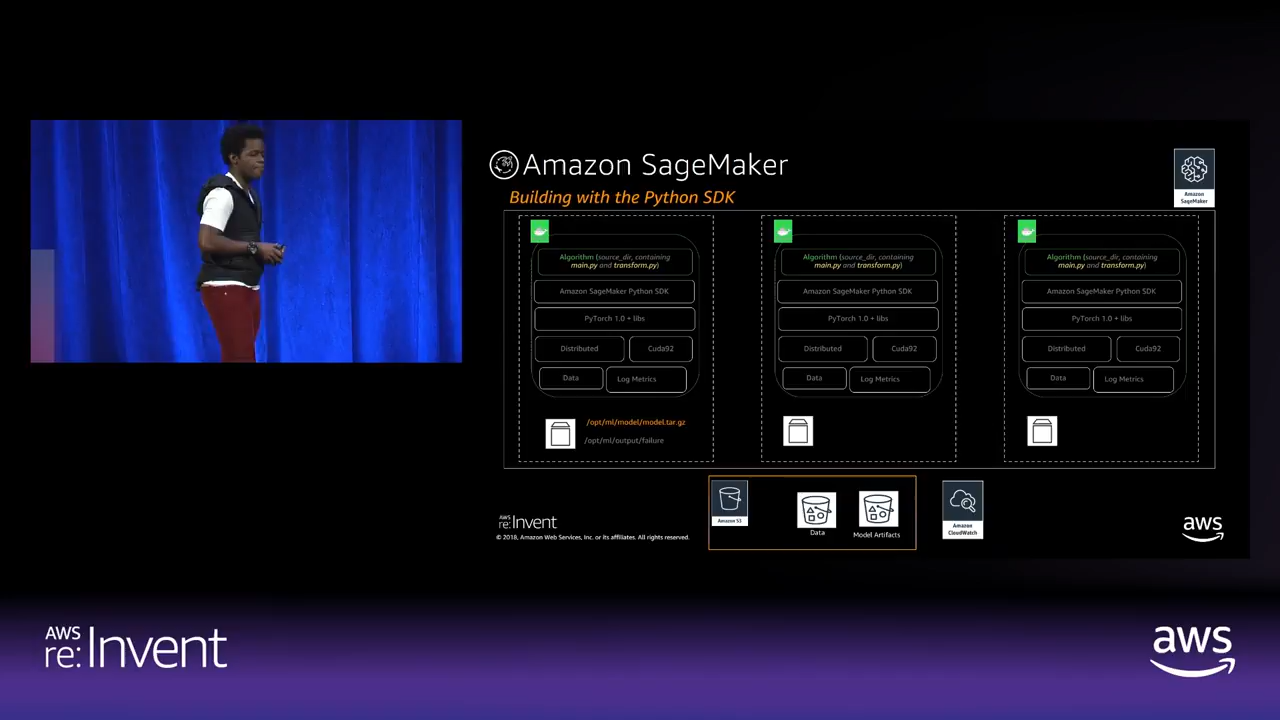 Amazon SageMaker
Building with the Python SDK
Amazon
SageMaker
Algorithm (source_dir, containing
main.py and transform.py)
Amazon SageMaker Python SDK
PyTorch 1.0 + libs
Distributed
Cuda92
Data
Log Metrics
/opt/ml/model/model.tar.gz
/opt/ml/output/failure
Algorithm (source_dir, containing
main.py and transform.py)
Amazon SageMaker Python SDK
PyTorch 1.0 + libs
Distributed
Cuda92
Data
Log Metrics
Algorithm (source_dir, containing
main.py and transform.py)
Amazon SageMaker Python SDK
PyTorch 1.0 + libs
Distributed
Cuda92
Data
Log Metrics
Amazon S3
Data
Model Artifacts
Amazon
CloudWatch
AWS
re:Invent
© 2018, Amazon Web Services, Inc. or its affiliates. All rights reserved.
aws
AWS
re:Invent
aws